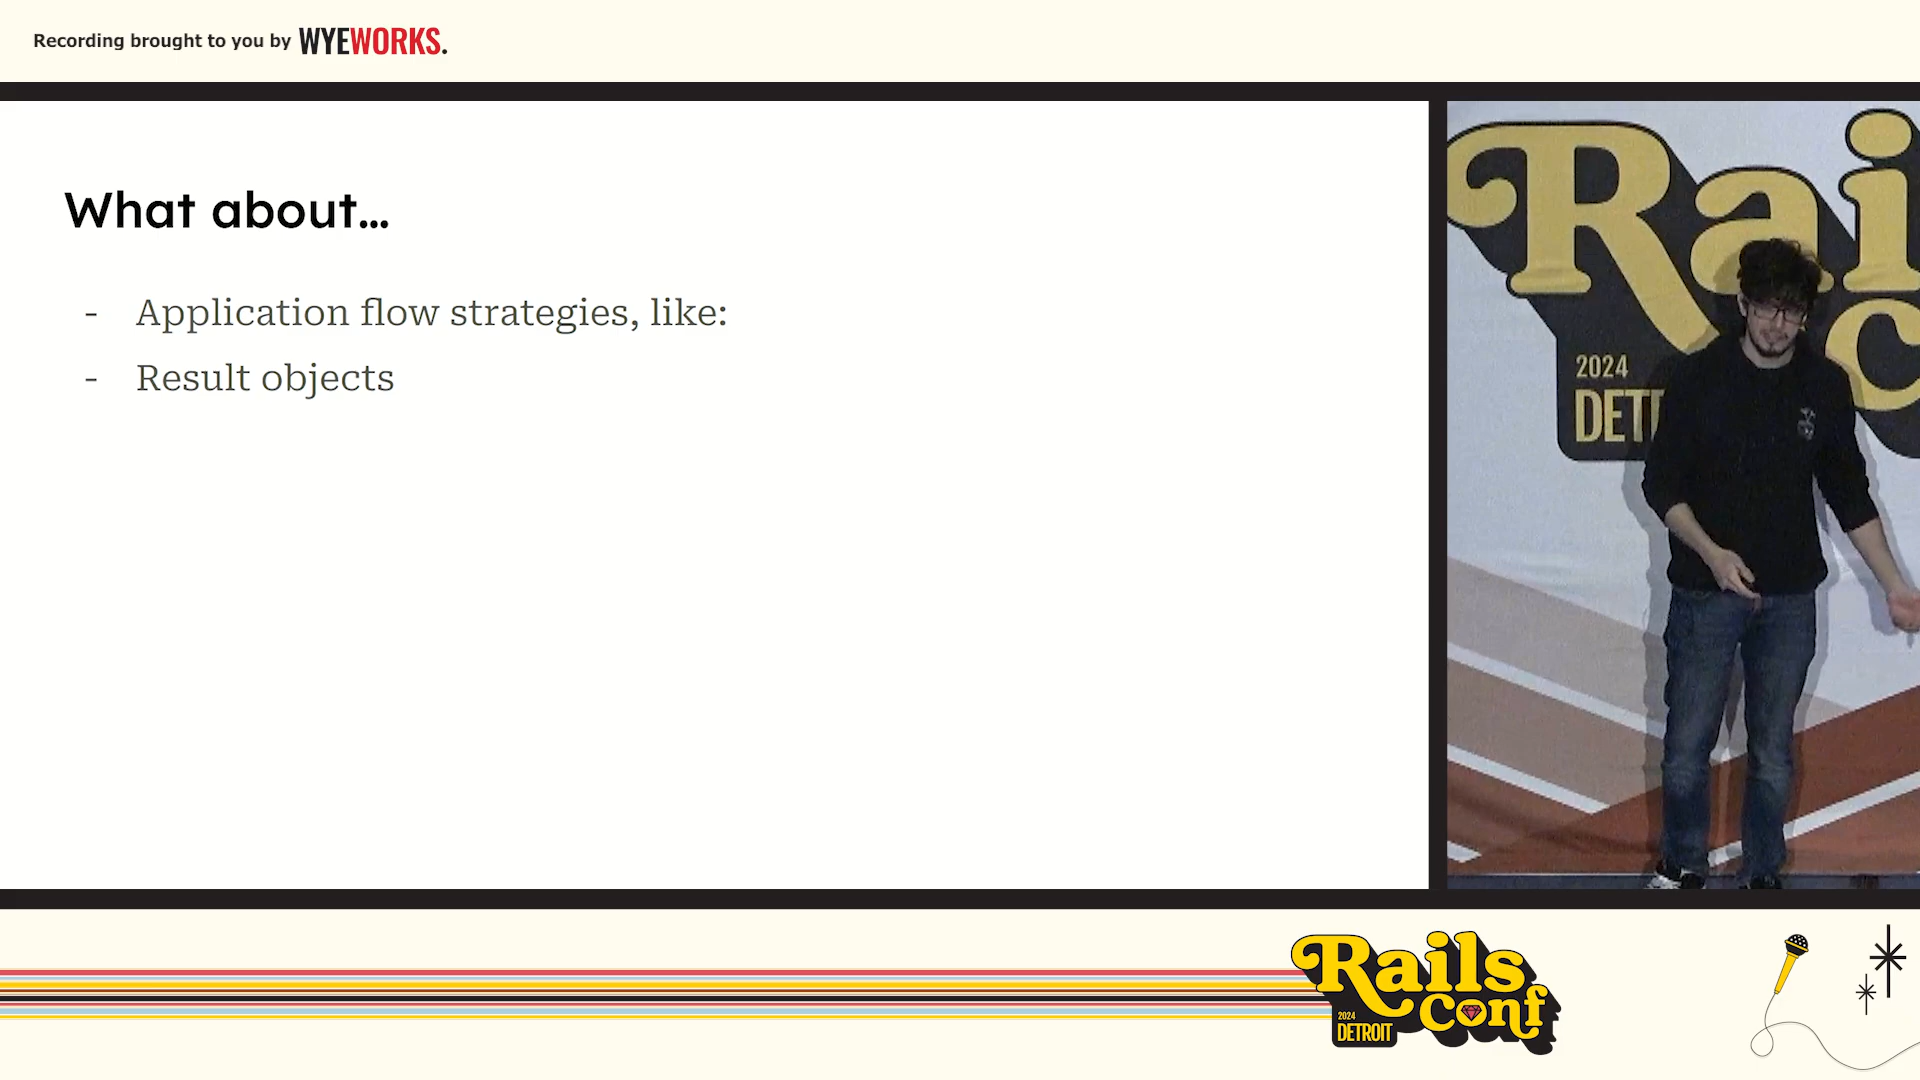 Recording brought to you by WYEWORKS.
What about...
- Application flow strategies, like:
- Result objects
Rai
c
2024
DET
Rails
Conf
2024
DETROIT